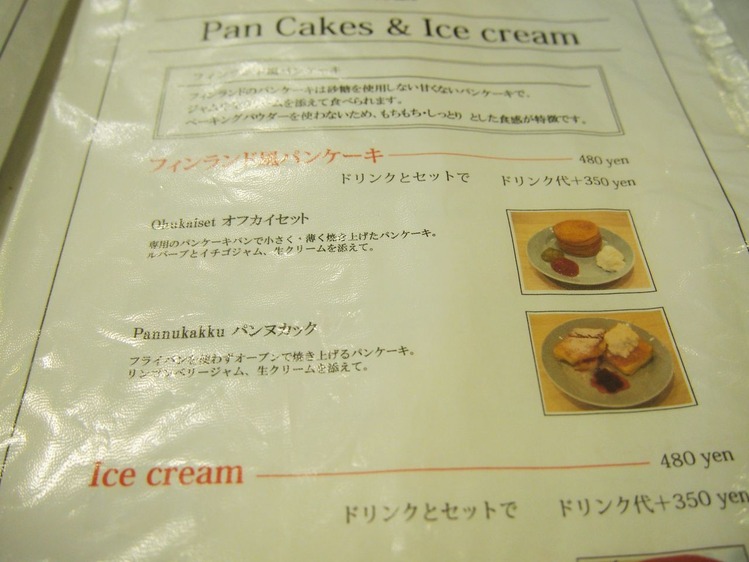 Pan Cakes & Ice cream
フィンランド風パンケーキ
フィンランドのパンケーキは砂糖を使用しない甘くないパンケーキで、
ジャムや生クリームを添えて食べられます。
ベーキングパウダーを使わないため、もちもち・しっとり とした食感が特徴です。
フィンランド風パンケーキ 480 yen
ドリンクとセットで ドリンク代+350 yen
Ohukaiset オフカイセット
専用のパンケーキパンで小さく・薄く焼き上げたパンケーキ。
ルバーブとイチゴジャム、生クリームを添えて。
Pannukakku パンヌカック
フライパンを使わずオーブンで焼き上げるパンケーキ。
リンゴンベリージャム、生クリームを添えて。
Ice cream 480 yen
ドリンクとセットで ドリンク代+350 yen